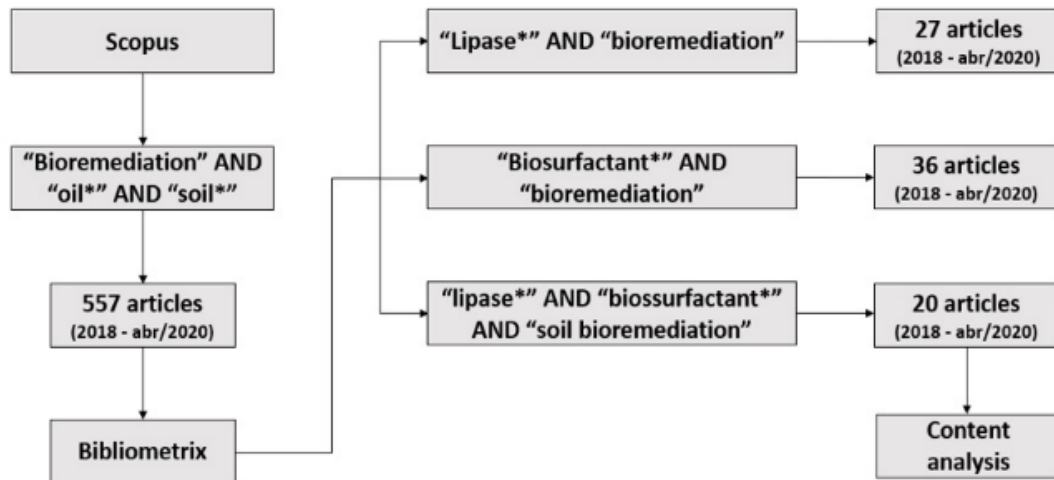 Scopus
“Bioremediation” AND
“oil*” AND “soil*”
557 articles
(2018 - abr/2020)
Bibliometrix
“Lipase*” AND “bioremediation”
27 articles
(2018 - abr/2020)
“Biosurfactant*” AND
“bioremediation”
36 articles
(2018 - abr/2020)
“lipase*” AND “biossurfactant*”
AND “soil bioremediation”
20 articles
(2018 - abr/2020)
Content
analysis